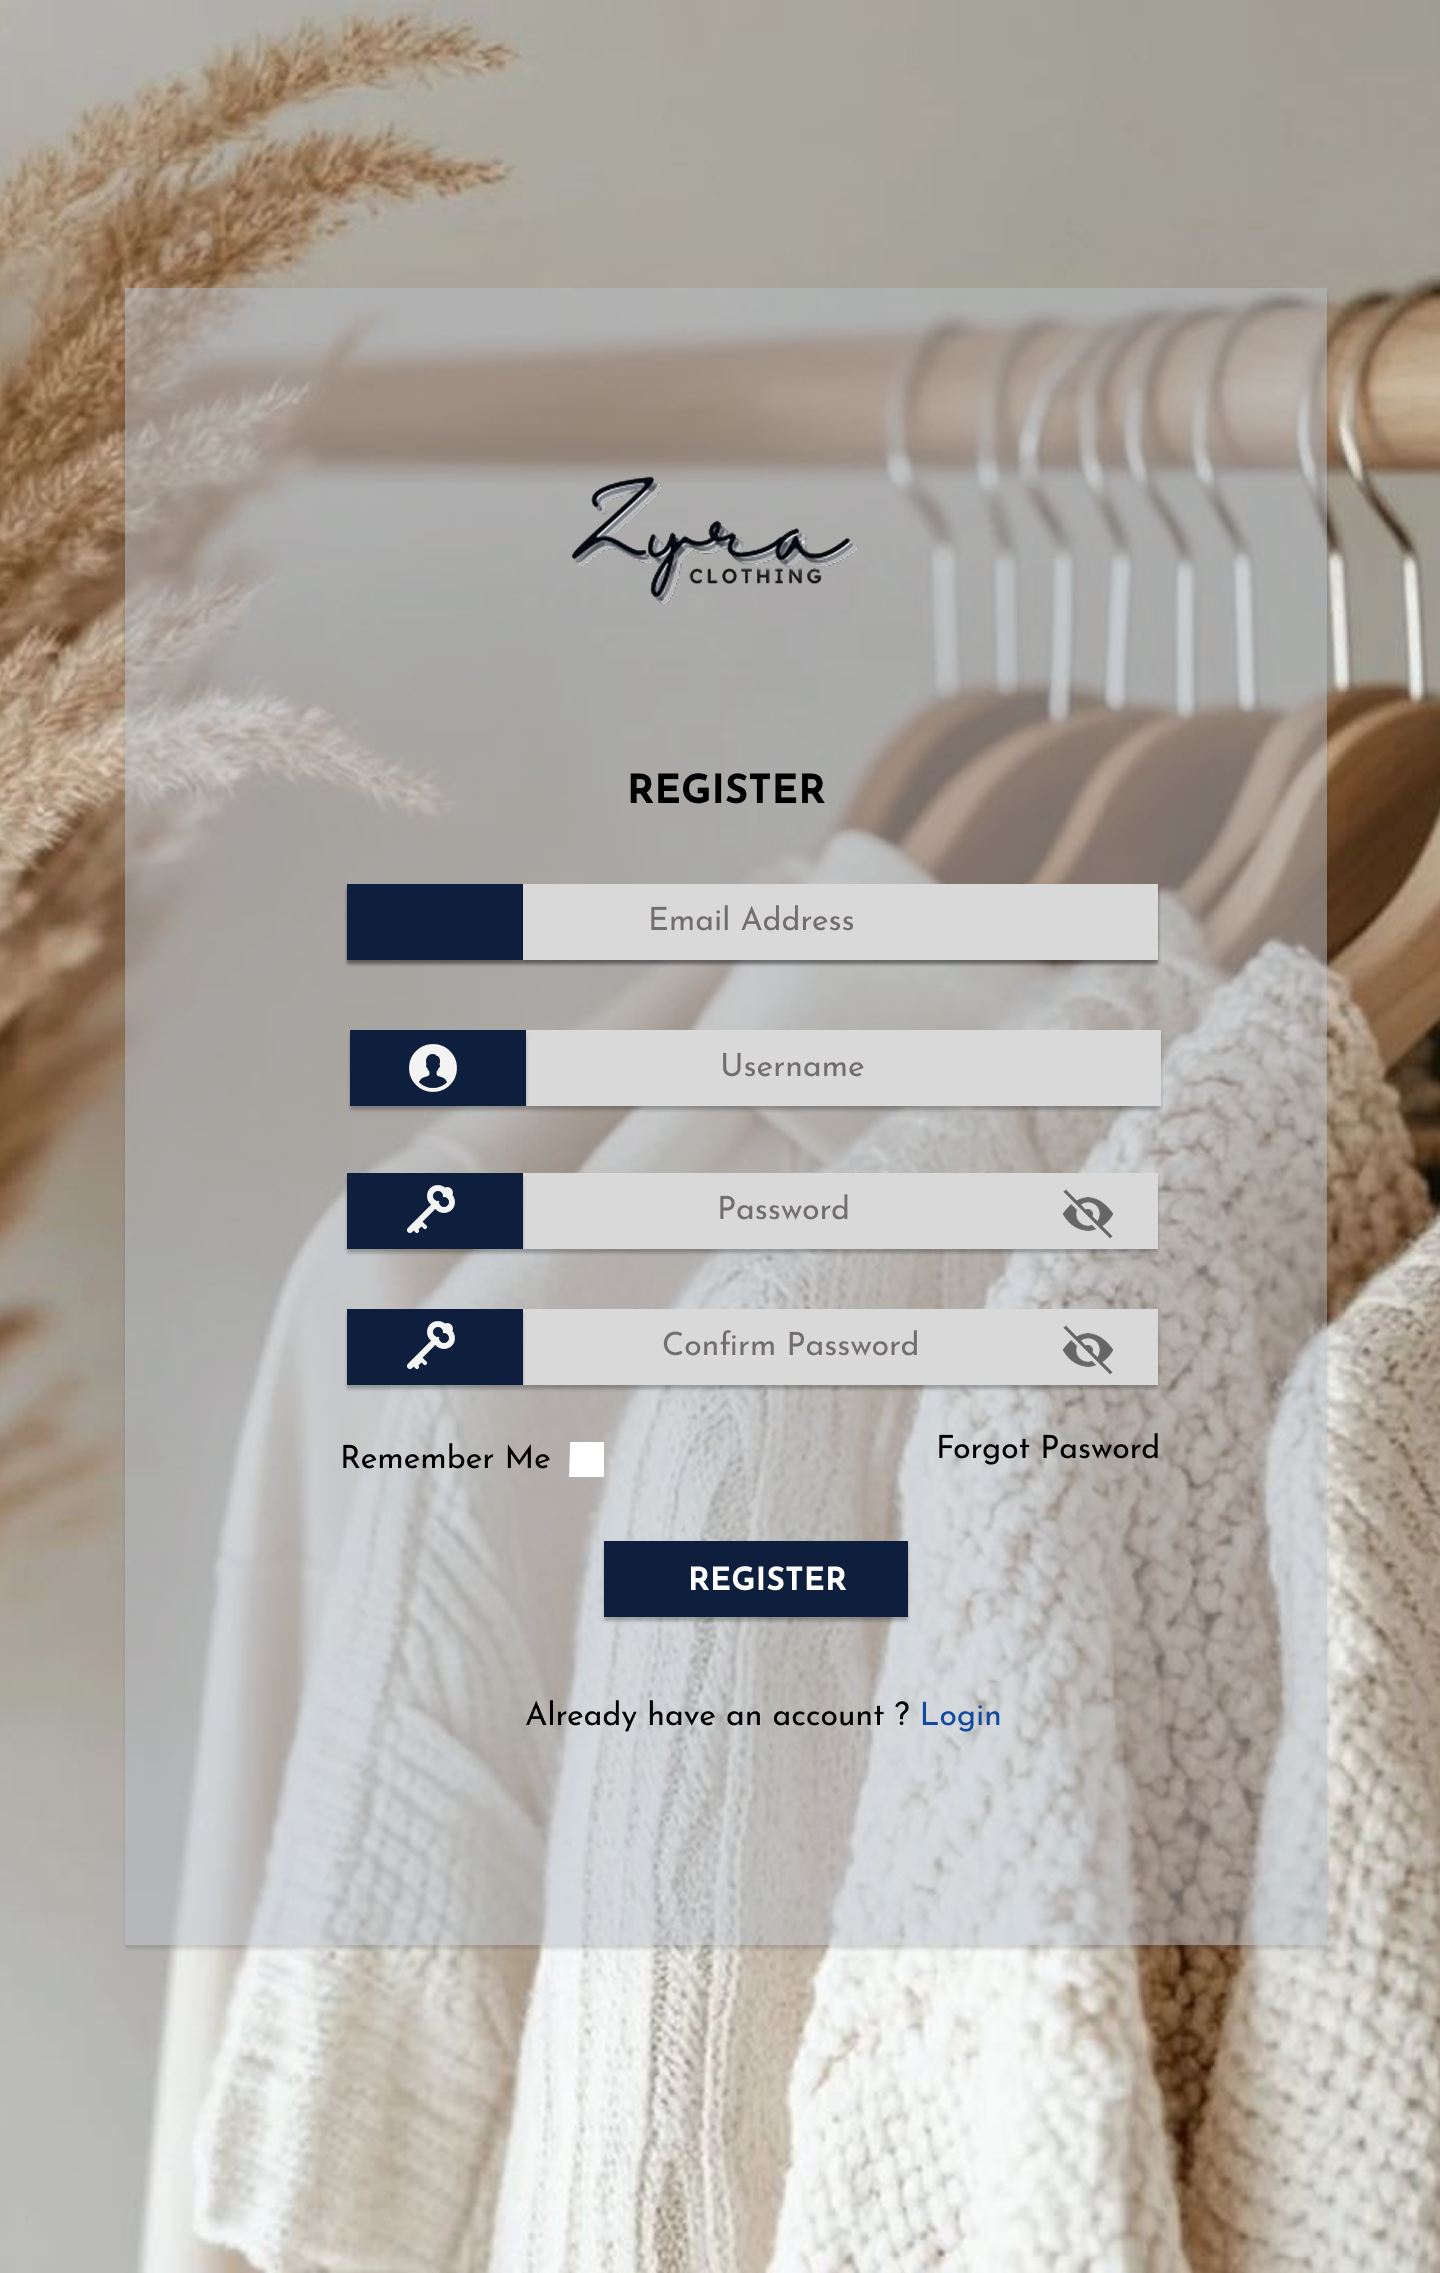 Zyra
CLOTHING
REGISTER
Email Address
Username
Password
Confirm Password
Remember Me
Forgot Pasword
REGISTER
Already have an account ? Login